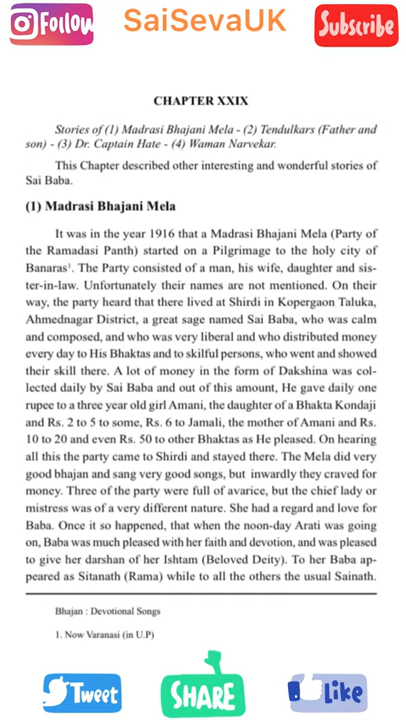 Follow
SaiSevaUK
Subscribe
CHAPTER XXIX
Stories of (1) Madrasi Bhajani Mela - (2) Tendulkars (Father and
son) - (3) Dr. Captain Hate - (4) Waman Narvekar.
This Chapter described other interesting and wonderful stories of
Sai Baba.
(1) Madrasi Bhajani Mela
It was in the year 1916 that a Madrasi Bhajani Mela (Party of
the Ramadasi Panth) started on a Pilgrimage to the holy city of
Banaras¹. The Party consisted of a man, his wife, daughter and sis-
ter-in-law. Unfortunately their names are not mentioned. On their
way, the party heard that there lived at Shirdi in Kopergaon Taluka,
Ahmednagar District, a great sage named Sai Baba, who was calm
and composed, and who was very liberal and who distributed money
every day to His Bhaktas and to skilful persons, who went and showed
their skill there. A lot of money in the form of Dakshina was col-
lected daily by Sai Baba and out of this amount, He gave daily one
rupee to a three year old girl Amani, the daughter of a Bhakta Kondaji
and Rs. 2 to 5 to some, Rs. 6 to Jamali, the mother of Amani and Rs.
10 to 20 and even Rs. 50 to other Bhaktas as He pleased. On hearing
all this the party came to Shirdi and stayed there. The Mela did very
good bhajan and sang very good songs, but inwardly they craved for
money. Three of the party were full of avarice, but the chief lady or
mistress was of a very different nature. She had a regard and love for
Baba. Once it so happened, that when the noon-day Arati was going
on, Baba was much pleased with her faith and devotion, and was pleased
to give her darshan of her Ishtam (Beloved Deity). To her Baba ap-
peared as Sitanath (Rama) while to all the others the usual Sainath.
Bhajan : Devotional Songs
1. Now Varanasi (in U.P)
Tweet
SHARE
Like